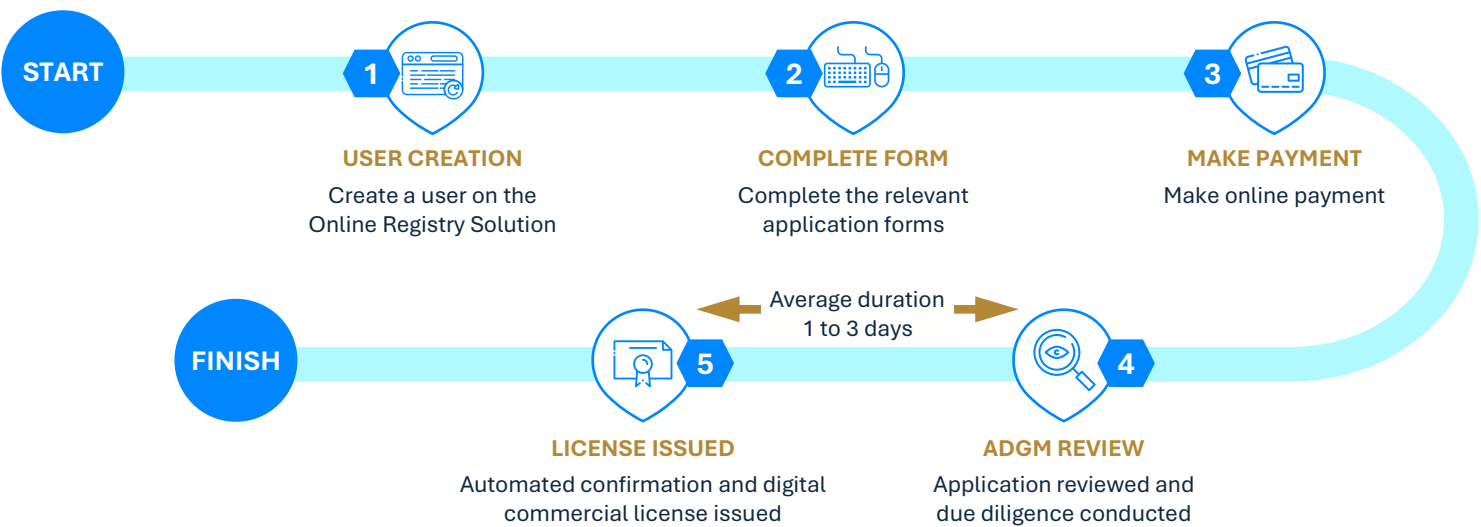 START
1
USER CREATION
Create a user on the
Online Registry Solution
2
COMPLETE FORM
Complete the relevant
application forms
3
MAKE PAYMENT
Make online payment
4
ADGM REVIEW
Application reviewed and
due diligence conducted
Average duration
1 to 3 days
5
LICENSE ISSUED
Automated confirmation and digital
commercial license issued
FINISH